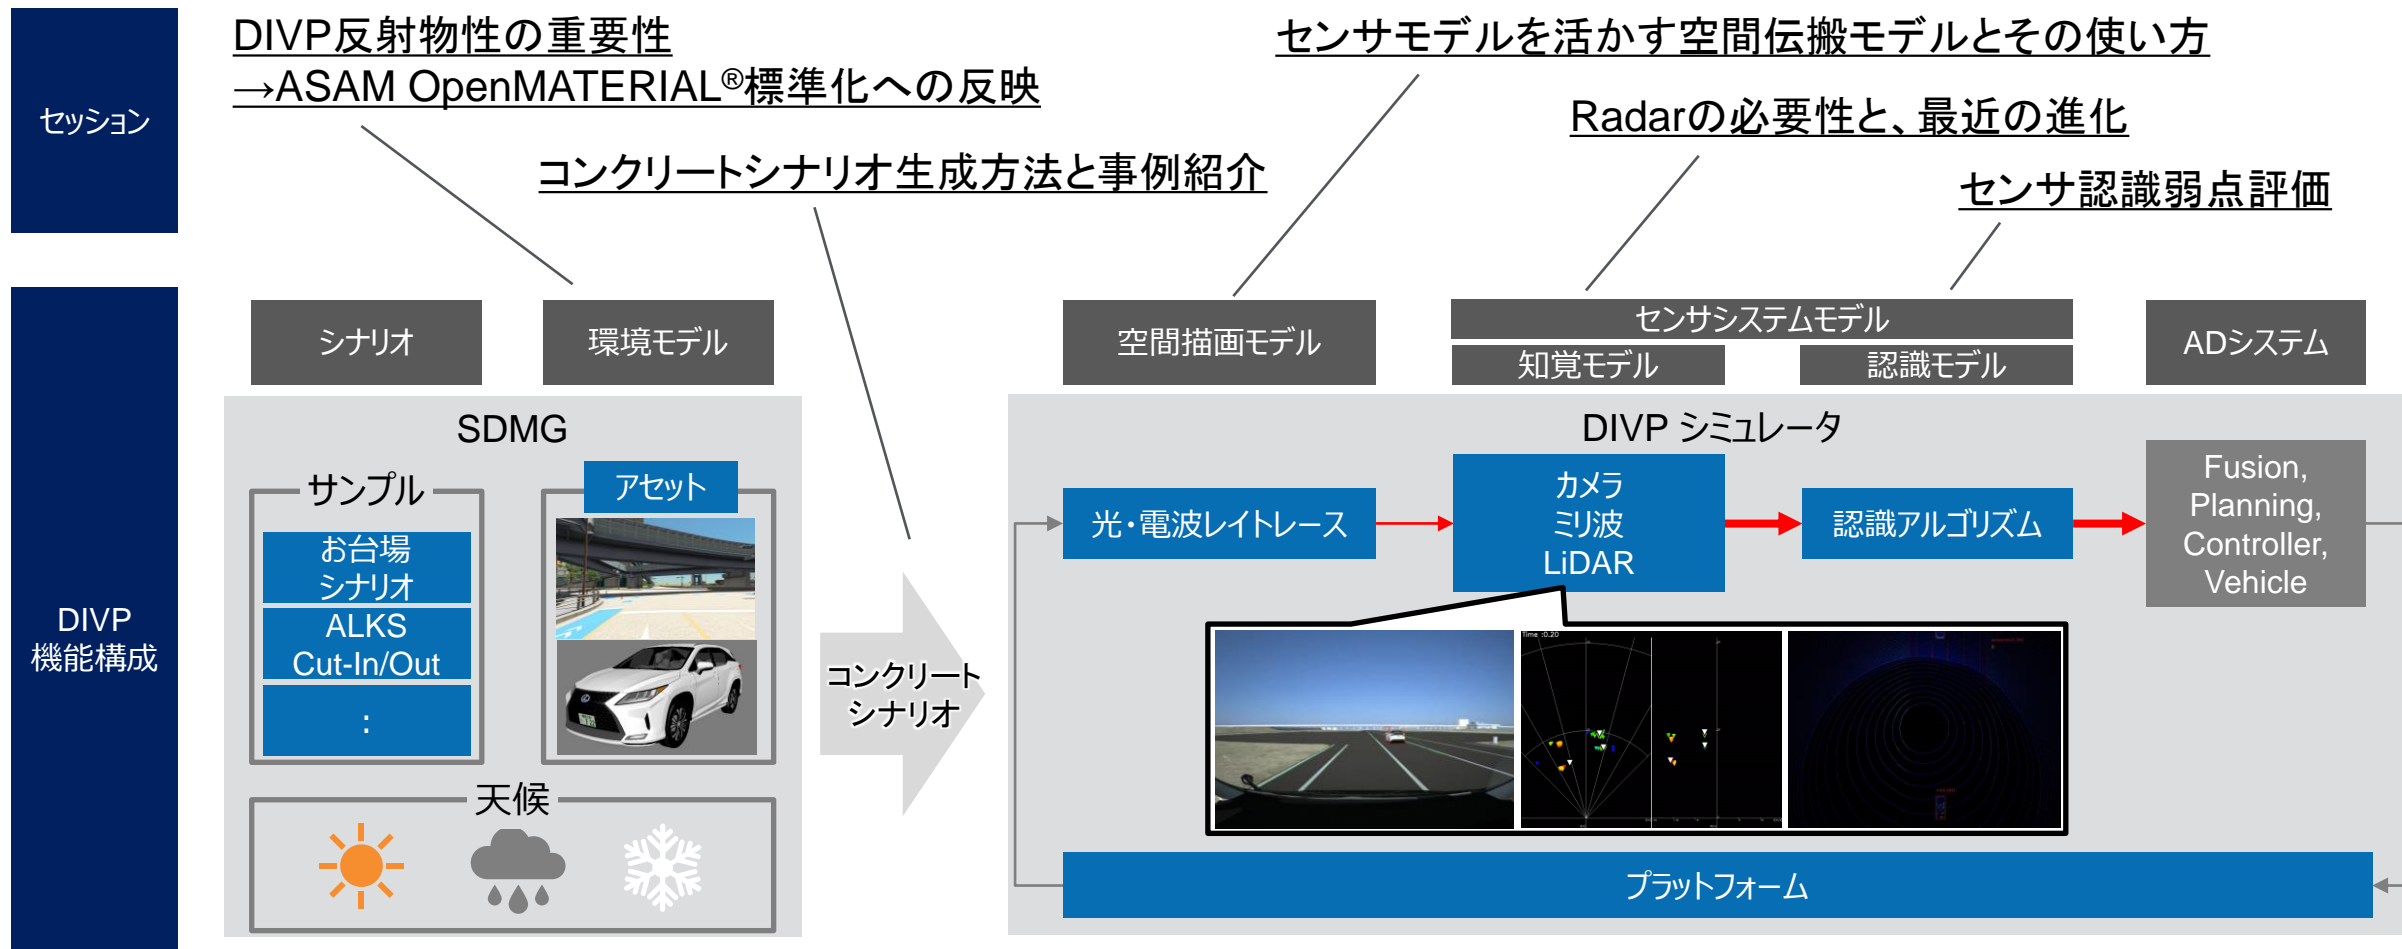 セッション
DIVP反射物性の重要性
→ASAM OpenMATERIAL®標準化への反映
コンクリートシナリオ生成方法と事例紹介
センサモデルを活かす空間伝搬モデルとその使い方
Radarの必要性と、最近の進化
センサ認識弱点評価
DIVP
機能構成
シナリオ
環境モデル
空間描画モデル
センサシステムモデル
知覚モデル
認識モデル
ADシステム
SDMG
サンプル
お台場
シナリオ
ALKS
Cut-In/Out
:
アセット
天候
コンクリート
シナリオ
DIVP シミュレータ
光・電波レイトレース
カメラ
ミリ波
LiDAR
認識アルゴリズム
Fusion,
Planning,
Controller,
Vehicle
Time :0.20
プラットフォーム